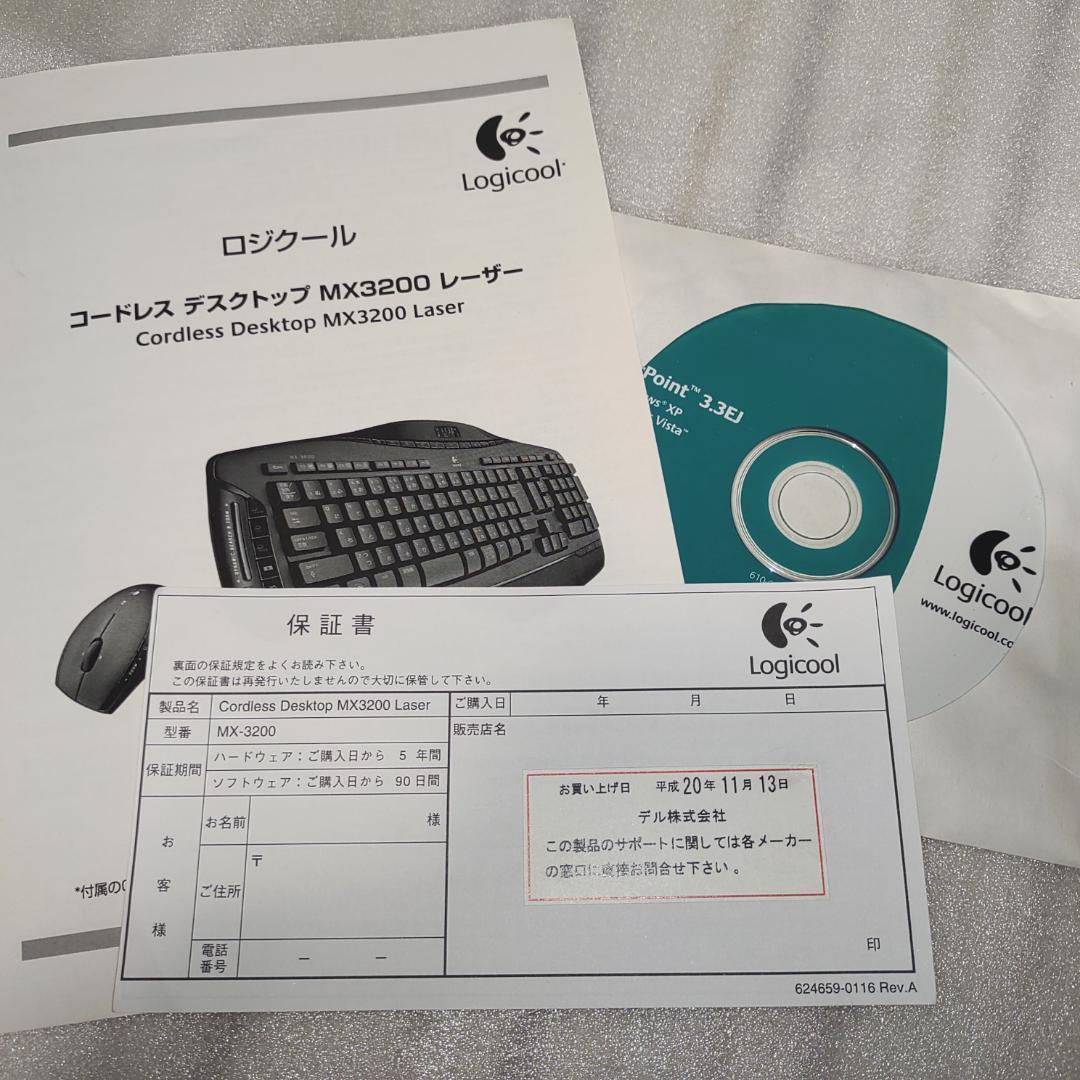 Logicool
ロジクール
コードレス デスクトップ MX3200 レーザー
Cordless Desktop MX3200 Laser
*付属の
Point™ 3.3EJ
XP
Vista™
Logicool
www.logicool.co
保証書
Logicool
裏面の保証規定をよくお読み下さい。
この保証書は再発行いたしませんので大切に保管して下さい。
製品名 Cordless Desktop MX3200 Laser
型番 MX-3200
保証期間 ハードウェア：ご購入日から 5 年間
ソフトウェア：ご購入日から 90 日間
お客様
お名前 様
ご住所 〒
電話番号 － －
ご購入日 年 月 日
販売店名
お買い上げ日 平成 20年 11月 13日
デル株式会社
この製品のサポートに関しては各メーカー
の窓口に直接お問合せ下さい。
印
624659-0116 Rev.A